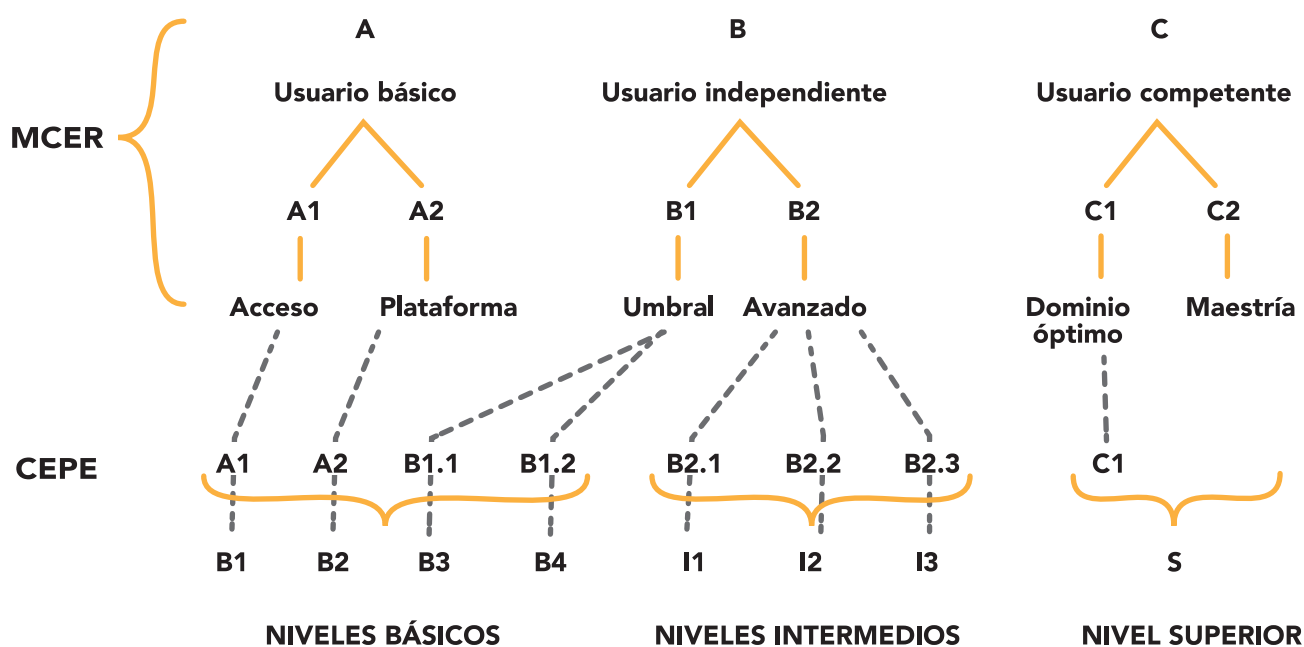 A B C
Usuario básico Usuario independiente Usuario competente
MCER
A1 A2 B1 B2 C1 C2
Acceso Plataforma Umbral Avanzado Dominio óptimo Maestría
CEPE A1 A2 B1.1 B1.2 B2.1 B2.2 B2.3 C1
B1 B2 B3 B4 I1 I2 I3 S
NIVELES BÁSICOS NIVELES INTERMEDIOS NIVEL SUPERIOR